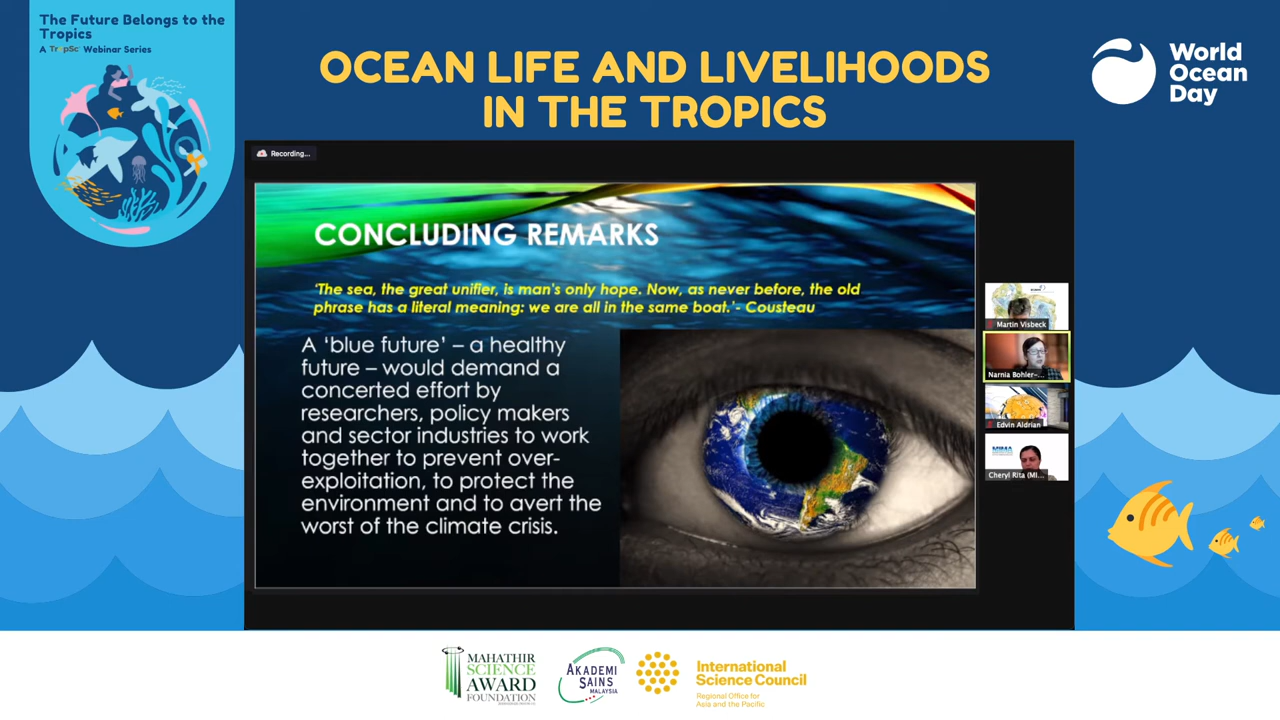 The Future Belongs to the
Tropics
A TropSc Webinar Series
OCEAN LIFE AND LIVELIHOODS
IN THE TROPICS
World
Ocean
Day
Recording...
CONCLUDING REMARKS
‘The sea, the great unifier, is man's only hope. Now, as never before, the old
phrase has a literal meaning: we are all in the same boat.’- Cousteau
A ‘blue future’ – a healthy
future – would demand a
concerted effort by
researchers, policy makers
and sector industries to work
together to prevent over-
exploitation, to protect the
environment and to avert the
worst of the climate crisis.
Martin Visbeck
Narnia Bohler-...
Edvin Aldrian
MIMA
Cheryl Rita (MI...
MAHATHIR
SCIENCE
AWARD
FOUNDATION
AKADEMI
SAINS
MALAYSIA
International
Science Council
Regional Office for
Asia and the Pacific